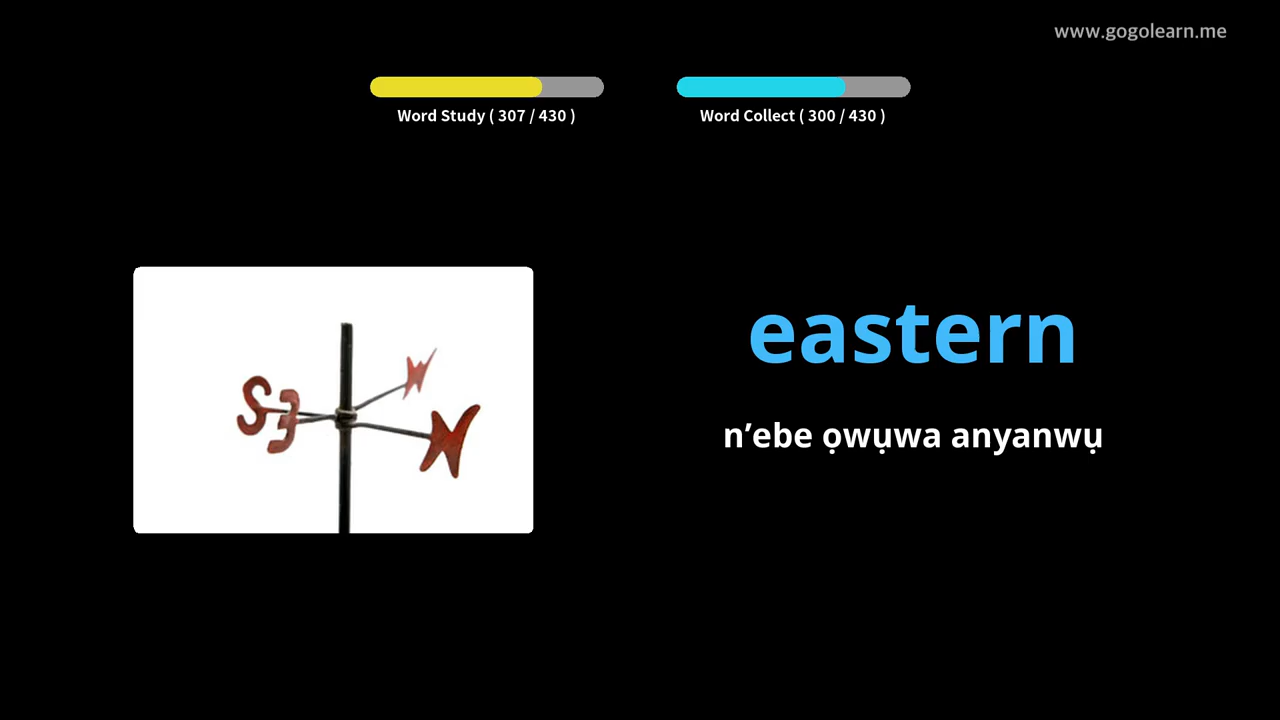 www.gogolearn.me
Word Study ( 307 / 430 )
Word Collect ( 300 / 430 )
eastern
n’ebe ọwụwa anyanwụ
S E N W